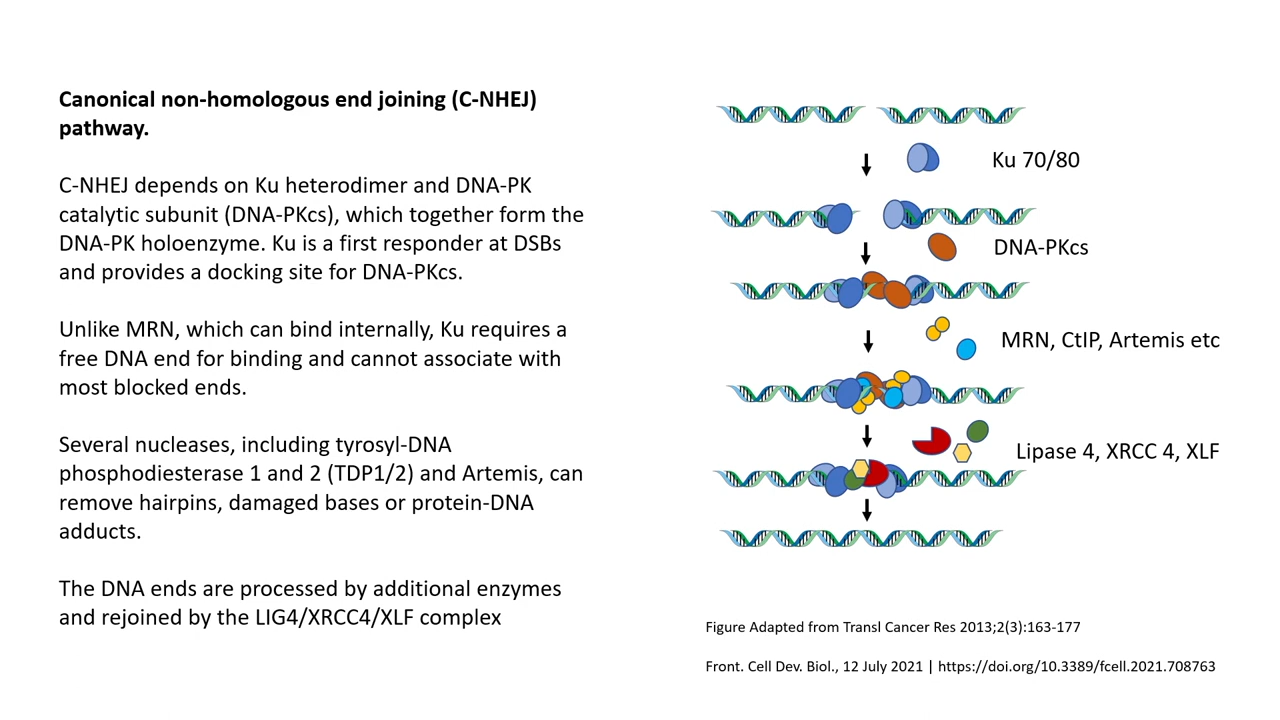 Canonical non-homologous end joining (C-NHEJ)
pathway.
C-NHEJ depends on Ku heterodimer and DNA-PK
catalytic subunit (DNA-PKcs), which together form the
DNA-PK holoenzyme. Ku is a first responder at DSBs
and provides a docking site for DNA-PKcs.
Unlike MRN, which can bind internally, Ku requires a
free DNA end for binding and cannot associate with
most blocked ends.
Several nucleases, including tyrosyl-DNA
phosphodiesterase 1 and 2 (TDP1/2) and Artemis, can
remove hairpins, damaged bases or protein-DNA
adducts.
The DNA ends are processed by additional enzymes
and rejoined by the LIG4/XRCC4/XLF complex
Ku 70/80
DNA-PKcs
MRN, CtIP, Artemis etc
Lipase 4, XRCC 4, XLF
Figure Adapted from Transl Cancer Res 2013;2(3):163-177
Front. Cell Dev. Biol., 12 July 2021 | https://doi.org/10.3389/fcell.2021.708763